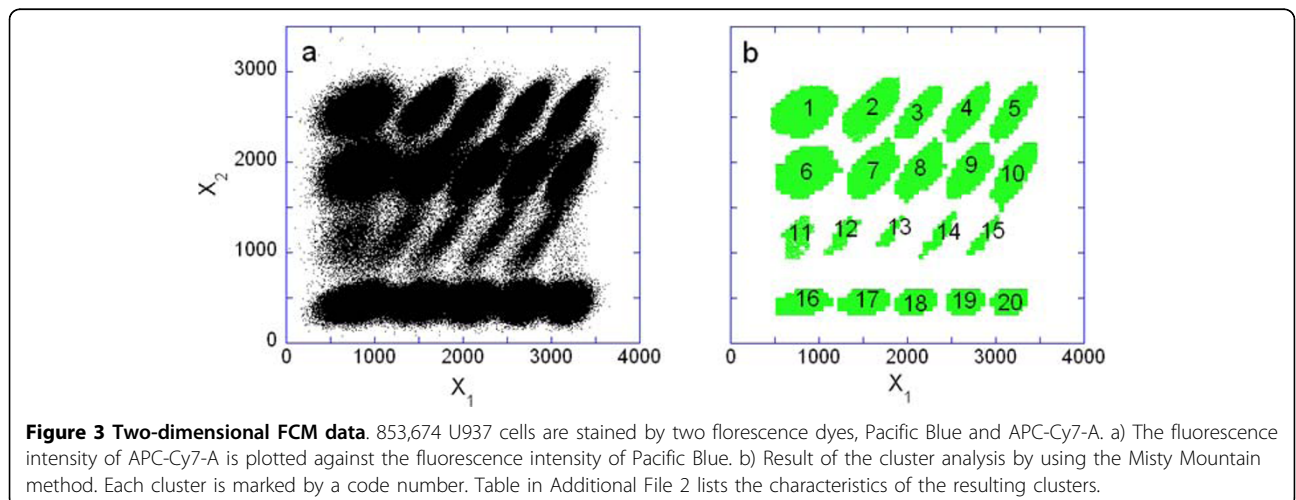 a
3000
2000
1000
0
X2
0 1000 2000 3000 4000
X1
b
1 2 3 4 5
6 7 8 9 10
11 12 13 14 15
16 17 18 19 20
0 1000 2000 3000 4000
X1
Figure 3 Two-dimensional FCM data. 853,674 U937 cells are stained by two florescence dyes, Pacific Blue and APC-Cy7-A. a) The fluorescence
intensity of APC-Cy7-A is plotted against the fluorescence intensity of Pacific Blue. b) Result of the cluster analysis by using the Misty Mountain
method. Each cluster is marked by a code number. Table in Additional File 2 lists the characteristics of the resulting clusters.